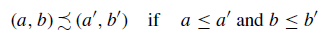 (a, b) ≾ (a′, b′) if a ≤ a′ and b ≤ b′